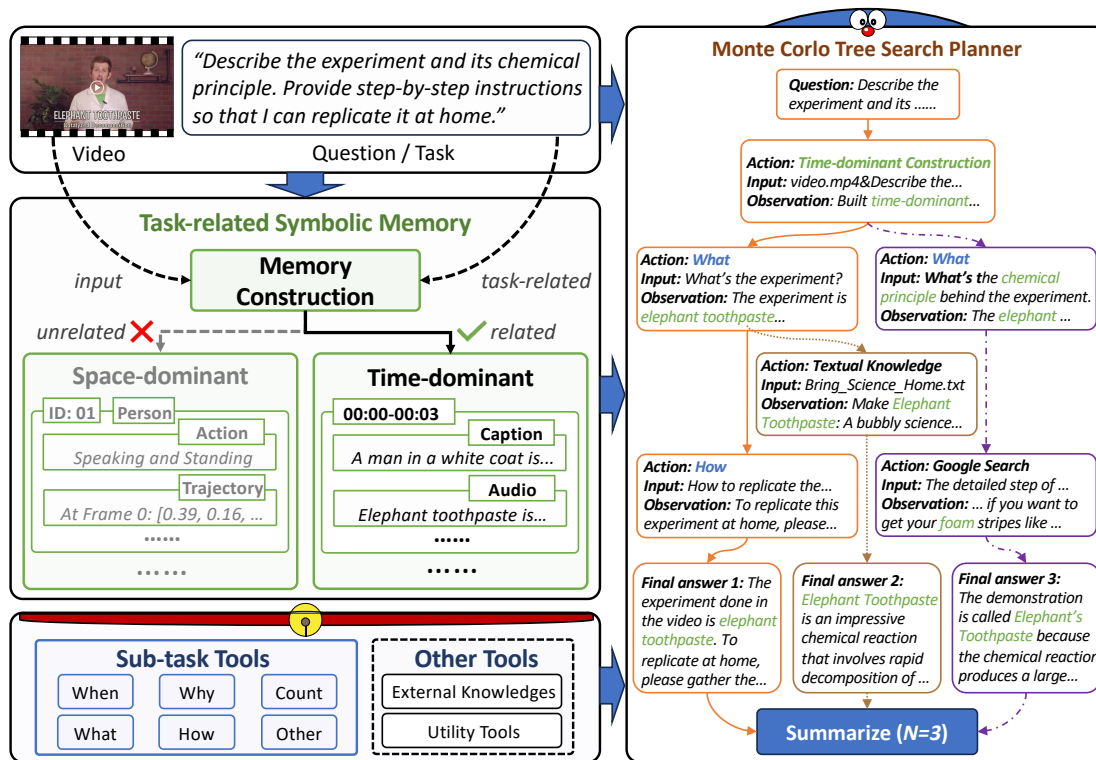 ELEPHANT TOOTHPASTE
Catalyzed Decomposition
Video
“Describe the experiment and its chemical
principle. Provide step-by-step instructions
so that I can replicate it at home.”
Question / Task
Task-related Symbolic Memory
input
Memory
Construction
task-related
unrelated
related
Space-dominant
ID: 01
Person
Action
Speaking and Standing
Trajectory
At Frame 0: [0.39, 0.16, …
……
……
Time-dominant
00:00-00:03
Caption
A man in a white coat is…
Audio
Elephant toothpaste is…
……
……
Sub-task Tools
When
Why
Count
What
How
Other
Other Tools
External Knowledges
Utility Tools
Monte Corlo Tree Search Planner
Question: Describe the
experiment and its ……
Action: Time-dominant Construction
Input: video.mp4&Describe the…
Observation: Built time-dominant…
Action: What
Input: What’s the experiment?
Observation: The experiment is
elephant toothpaste…
Action: What
Input: What’s the chemical
principle behind the experiment.
Observation: The elephant …
Action: Textual Knowledge
Input: Bring_Science_Home.txt
Observation: Make Elephant
Toothpaste: A bubbly science…
Action: How
Input: How to replicate the…
Observation: To replicate this
experiment at home, please…
Action: Google Search
Input: The detailed step of …
Observation: … if you want to
get your foam stripes like …
Final answer 1: The
experiment done in
the video is elephant
toothpaste. To
replicate at home,
please gather the…
Final answer 2:
Elephant Toothpaste
is an impressive
chemical reaction
that involves rapid
decomposition of …
Final answer 3:
The demonstration
is called Elephant’s
Toothpaste because
the chemical reaction
produces a large…
Summarize (N=3)